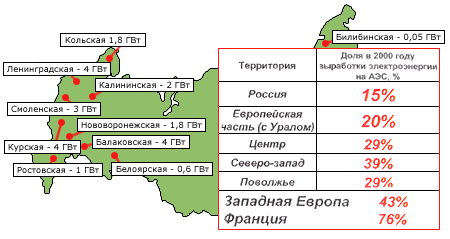 Кольская 1,8 ГВт
Билибинская - 0,05 ГВт
Ленинградская - 4 ГВт
Калининская - 2 ГВт
Смоленская - 3 ГВт
Нововоронежская - 1,8 ГВт
Курская - 4 ГВт
Балаковская - 4 ГВт
Ростовская - 1 ГВт
Белоярская - 0,6 ГВт
Территория
Доля в 2000 году
выработки электроэнергии
на АЭС, %
Россия 15%
Европейская
часть (с Уралом) 20%
Центр 29%
Северо-запад 39%
Поволжье 29%
Западная Европа 43%
Франция 76%